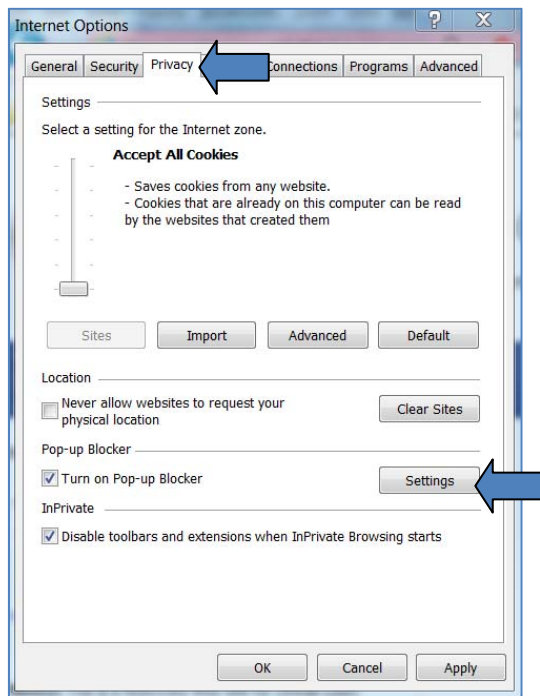 Internet Options
General Security Privacy Connections Programs Advanced
Settings
Select a setting for the Internet zone.
Accept All Cookies
- Saves cookies from any website.
- Cookies that are already on this computer can be read
by the websites that created them
Sites Import Advanced Default
Location
Never allow websites to request your
physical location
Clear Sites
Pop-up Blocker
Turn on Pop-up Blocker
Settings
InPrivate
Disable toolbars and extensions when InPrivate Browsing starts
OK Cancel Apply